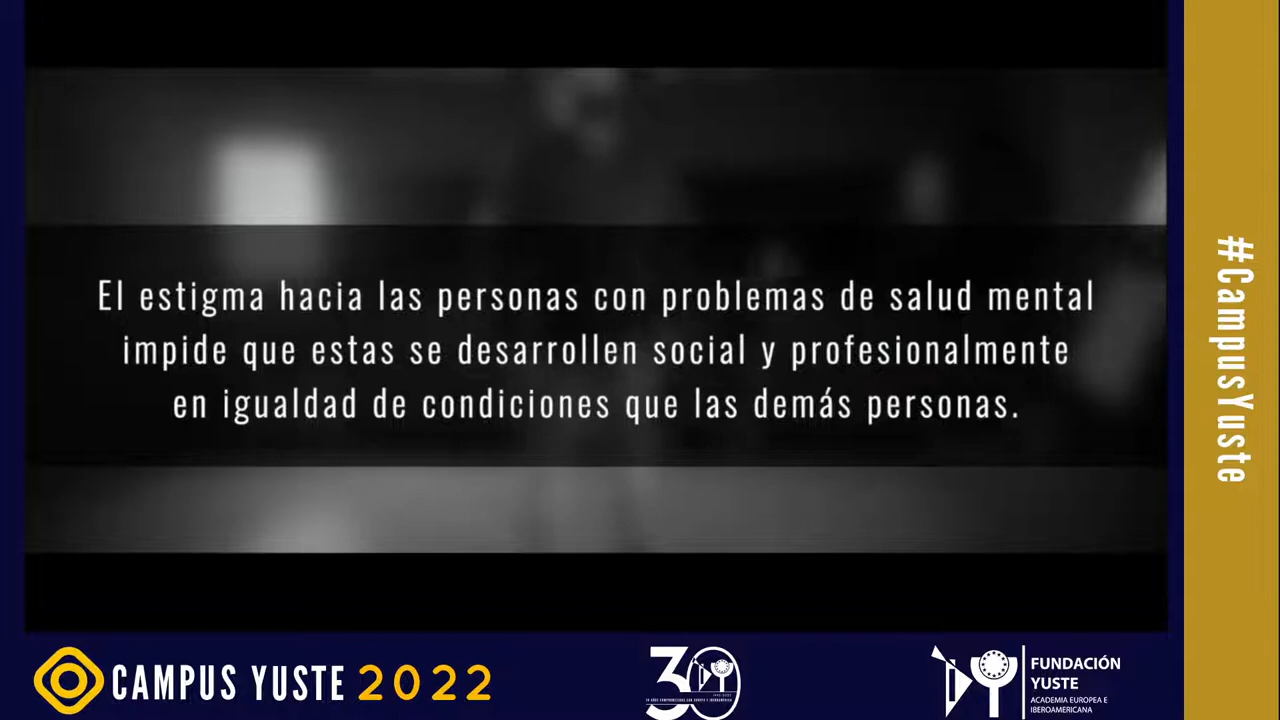 El estigma hacia las personas con problemas de salud mental
impide que estas se desarrollen social y profesionalmente
en igualdad de condiciones que las demás personas.
#CampusYuste
CAMPUS YUSTE 2022
30
FUNDACIÓN
YUSTE
ACADEMIA EUROPEA E
IBEROAMERICANA